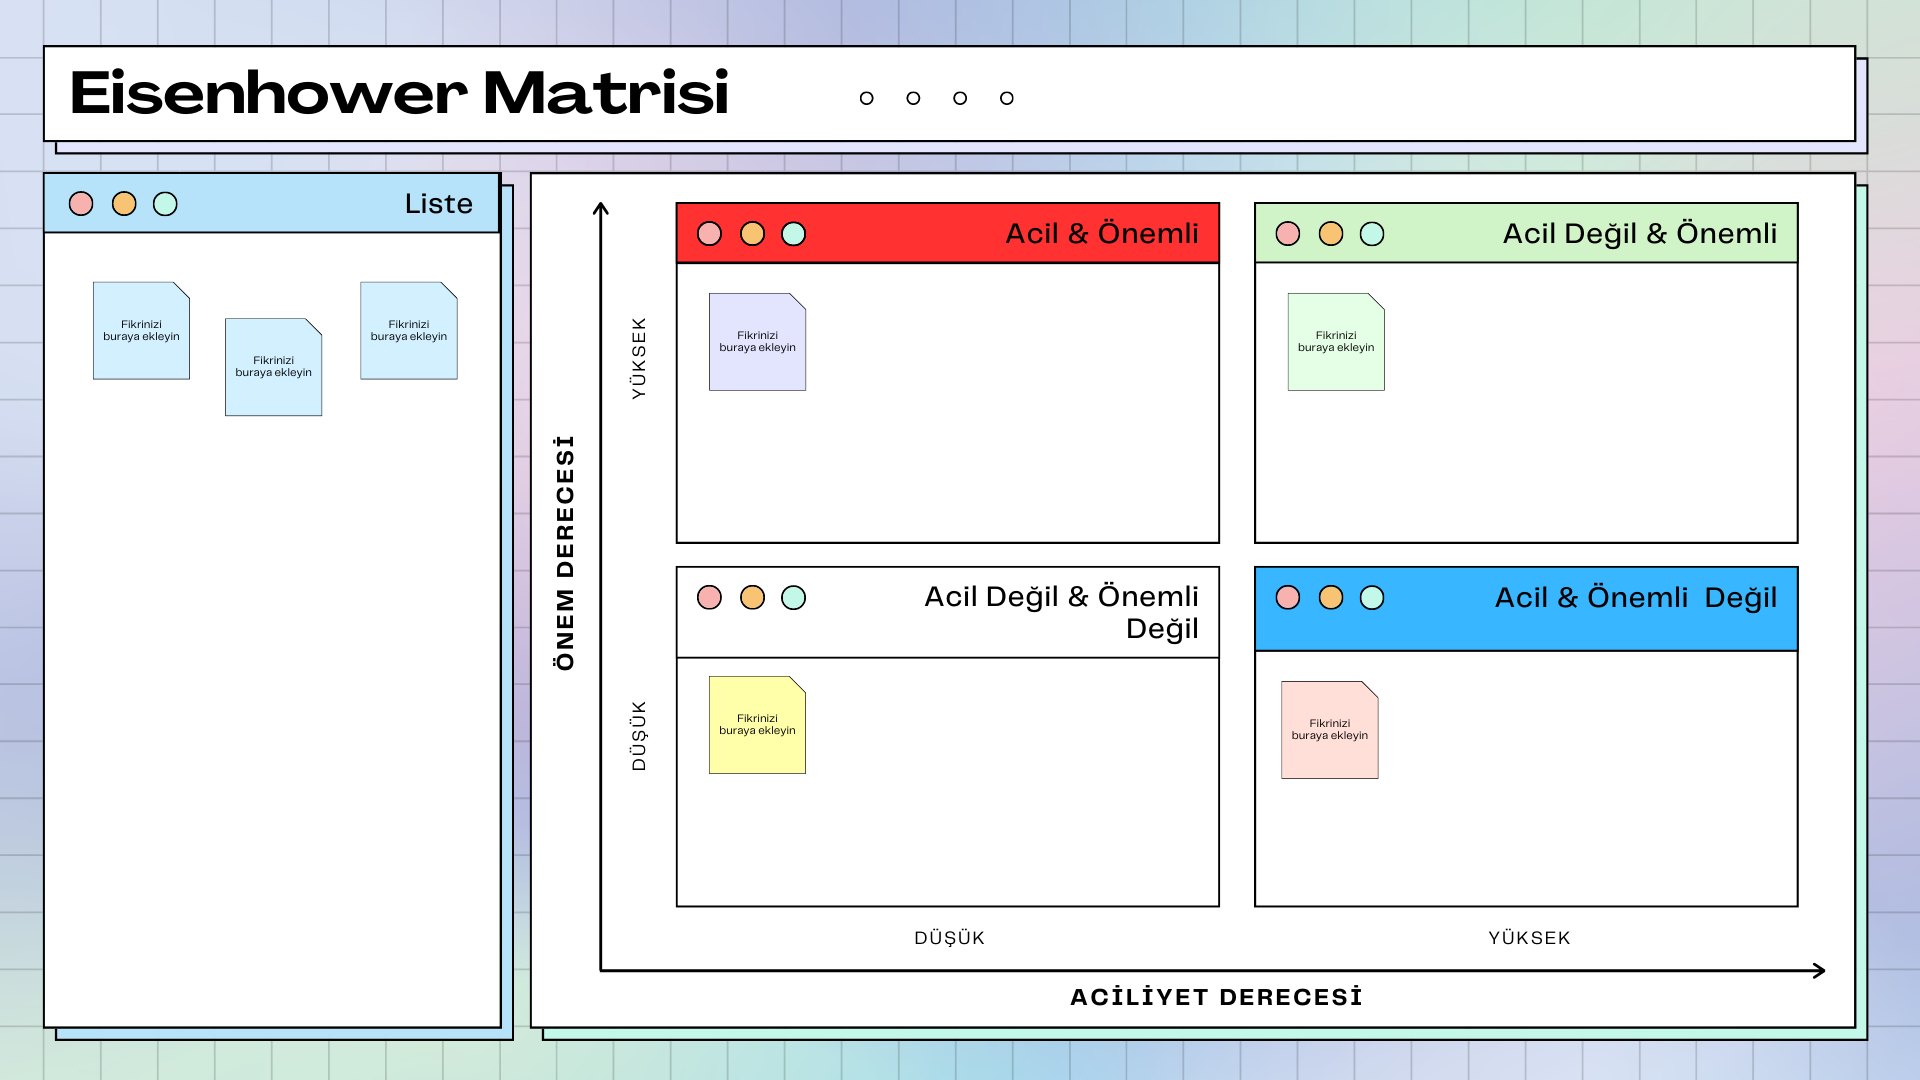 Eisenhower Matrisi
Liste
Fikrinizi
buraya ekleyin
Fikrinizi
buraya ekleyin
Fikrinizi
buraya ekleyin
ÖNEM DERECESİ
YÜKSEK
DÜŞÜK
Acil & Önemli
Fikrinizi
buraya ekleyin
Acil Değil & Önemli
Fikrinizi
buraya ekleyin
Acil Değil & Önemli
Değil
Fikrinizi
buraya ekleyin
Acil & Önemli Değil
Fikrinizi
buraya ekleyin
DÜŞÜK
YÜKSEK
ACİLİYET DERECESİ